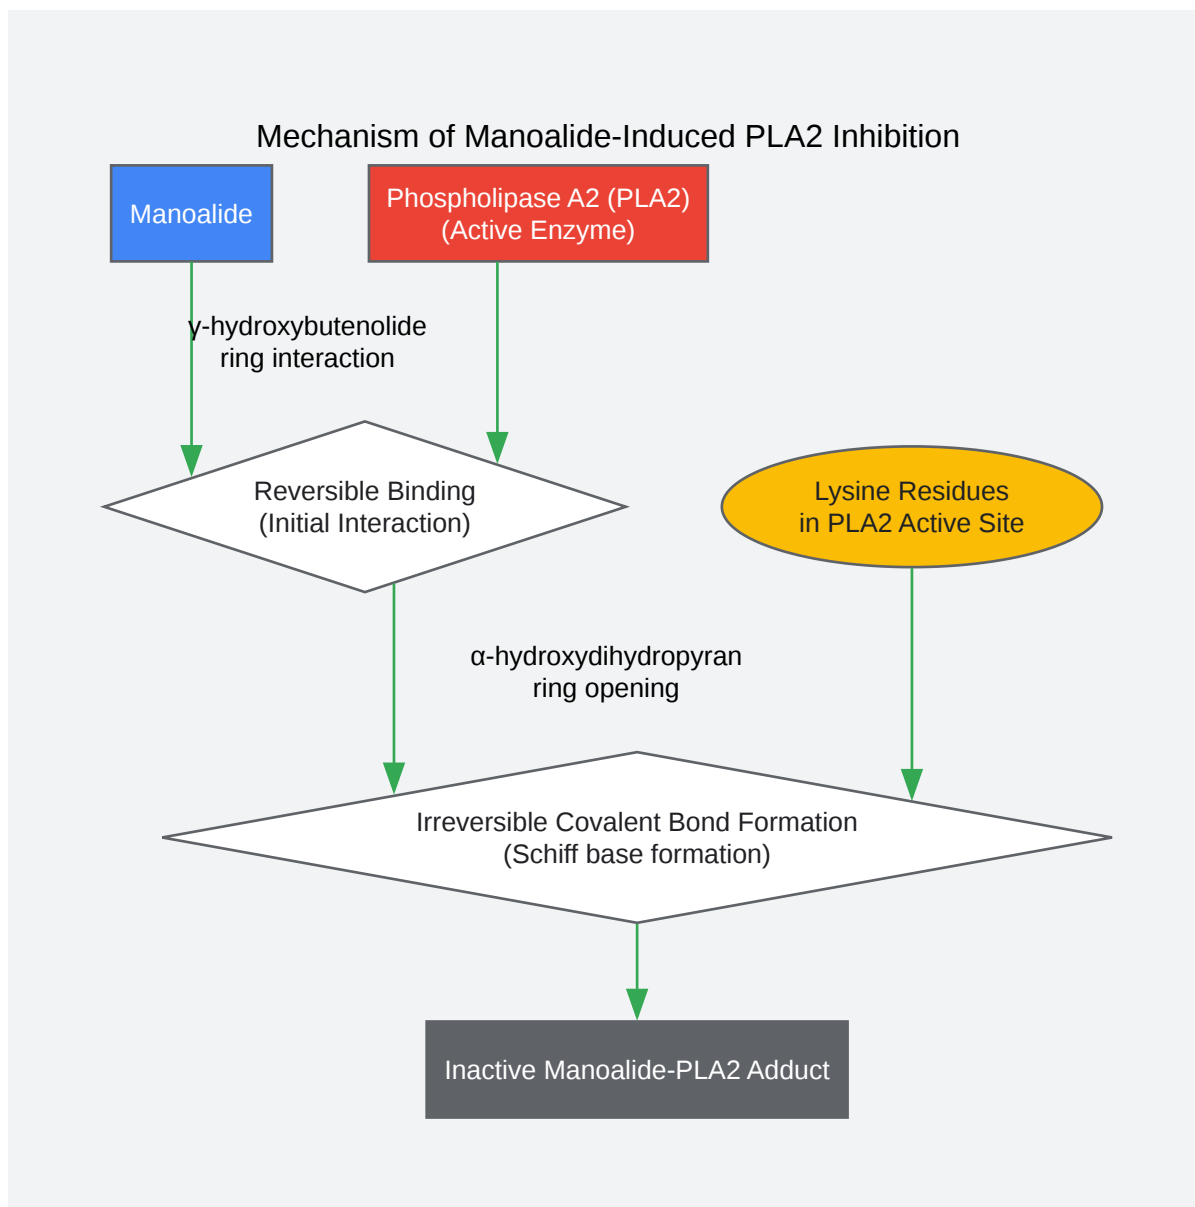 Mechanism of Manoalide-Induced PLA2 Inhibition
Manoalide
Phospholipase A2 (PLA2)
(Active Enzyme)
γ-hydroxybutenolide
ring interaction
Reversible Binding
(Initial Interaction)
Lysine Residues
in PLA2 Active Site
α-hydroxydihydropyran
ring opening
Irreversible Covalent Bond Formation
(Schiff base formation)
Inactive Manoalide-PLA2 Adduct